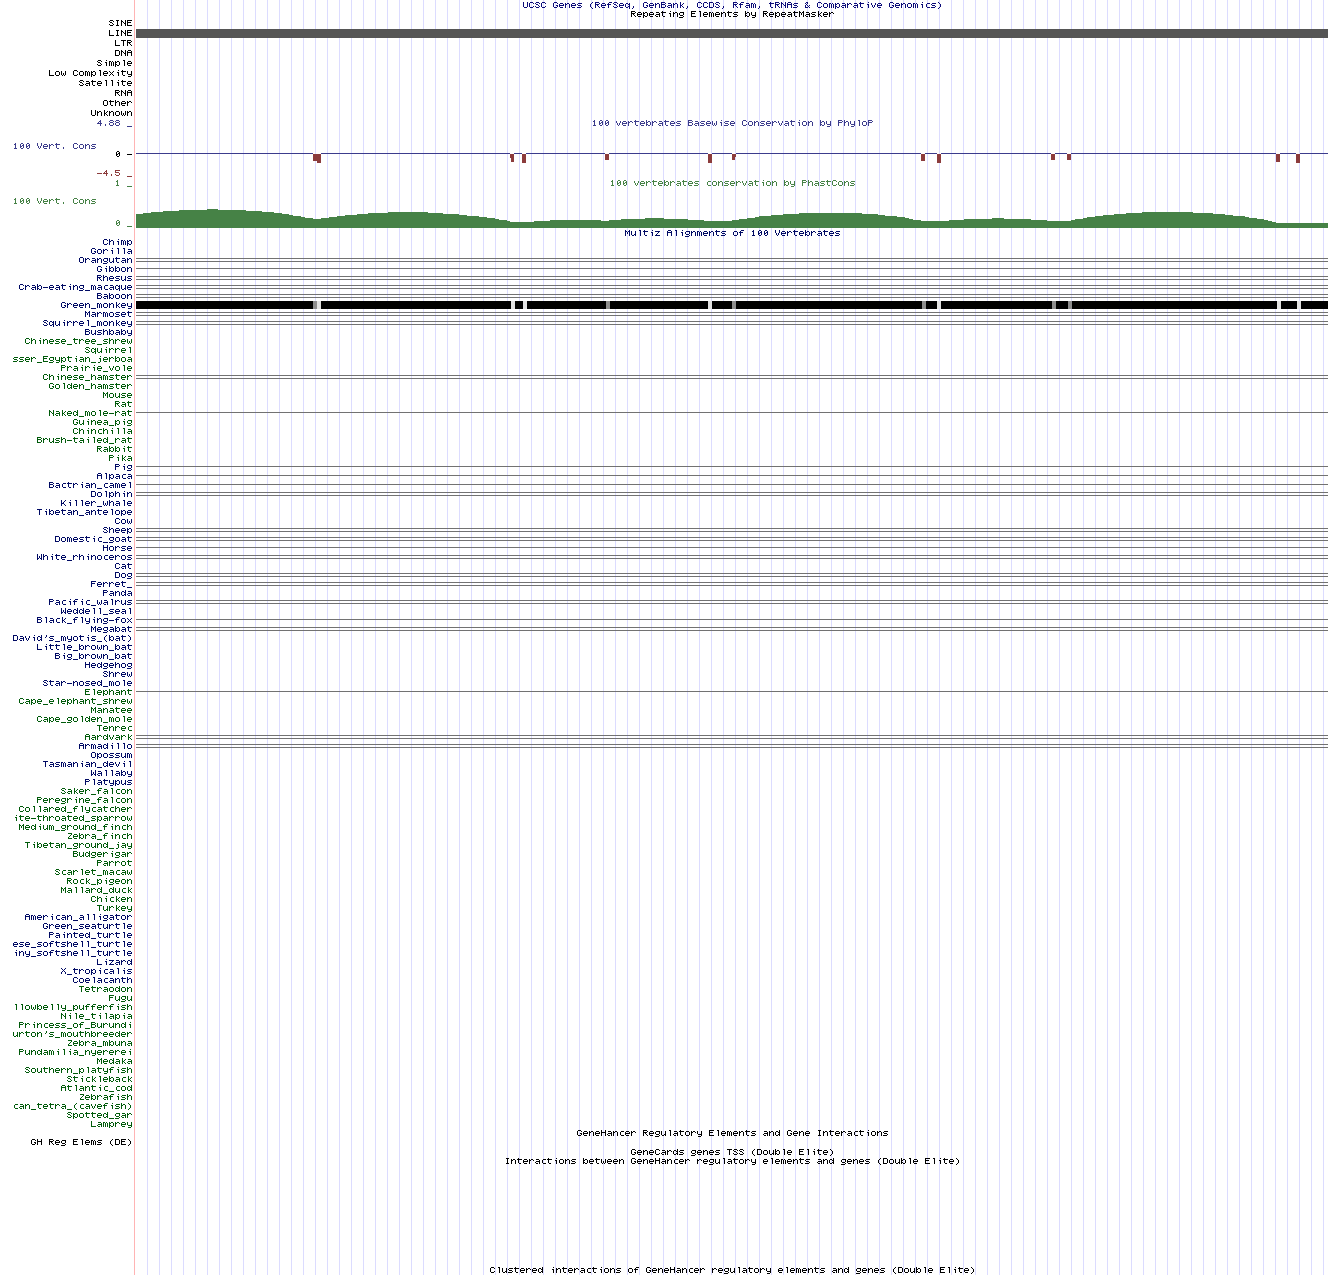 UCSC Genes (RefSeq, GenBank, CCDS, Rfam, tRNAs & Comparative Genomics)
Repeating Elements by RepeatMasker
SINE
LINE
LTR
DNA
Simple
Low Complexity
Satellite
RNA
Other
Unknown
4.88 _
100 vertebrates Basewise Conservation by PhyloP
100 Vert. Cons
0 -
-4.5 _
1 _
100 vertebrates conservation by PhastCons
100 Vert. Cons
0 _
Multiz Alignments of 100 Vertebrates
Chimp
Gorilla
Orangutan
Gibbon
Rhesus
Crab-eating_macaque
Baboon
Green_monkey
Marmoset
Squirrel_monkey
Bushbaby
Chinese_tree_shrew
Squirrel
sser_Egyptian_jerboa
Prairie_vole
Chinese_hamster
Golden_hamster
Mouse
Rat
Naked_mole-rat
Guinea_pig
Chinchilla
Brush-tailed_rat
Rabbit
Pika
Pig
Alpaca
Bactrian_camel
Dolphin
Killer_whale
Tibetan_antelope
Cow
Sheep
Domestic_goat
Horse
White_rhinoceros
Cat
Dog
Ferret_
Panda
Pacific_walrus
Weddell_seal
Black_flying-fox
Megabat
David's_myotis_(bat)
Little_brown_bat
Big_brown_bat
Hedgehog
Shrew
Star-nosed_mole
Elephant
Cape_elephant_shrew
Manatee
Cape_golden_mole
Tenrec
Aardvark
Armadillo
Opossum
Tasmanian_devil
Wallaby
Platypus
Saker_falcon
Peregrine_falcon
Collared_flycatcher
ite-throated_sparrow
Medium_ground_finch
Zebra_finch
Tibetan_ground_jay
Budgerigar
Parrot
Scarlet_macaw
Rock_pigeon
Mallard_duck
Chicken
Turkey
American_alligator
Green_seaturtle
Painted_turtle
ese_softshell_turtle
iny_softshell_turtle
Lizard
X_tropicalis
Coelacanth
Tetraodon
Fugu
llowbelly_pufferfish
Nile_tilapia
Princess_of_Burundi
urton's_mouthbreeder
Zebra_mbuna
Pundamilia_nyererei
Medaka
Southern_platyfish
Stickleback
Atlantic_cod
Zebrafish
can_tetra_(cavefish)
Spotted_gar
Lamprey
GeneHancer Regulatory Elements and Gene Interactions
GH Reg Elems (DE)
GeneCards genes TSS (Double Elite)
Interactions between GeneHancer regulatory elements and genes (Double Elite)
Clustered interactions of GeneHancer regulatory elements and genes (Double Elite)